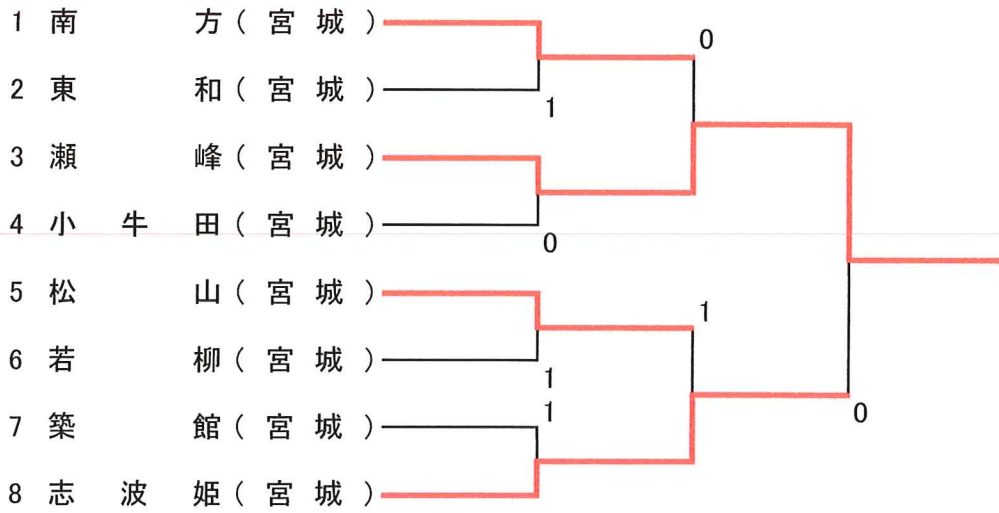 1 南 方 ( 宮 城 )
0
2 東 和 ( 宮 城 )
1
3 瀬 峰 ( 宮 城 )
4 小 牛 田 ( 宮 城 )
0
5 松 山 ( 宮 城 )
1
6 若 柳 ( 宮 城 )
1
1
0
7 築 館 ( 宮 城 )
8 志 波 姫 ( 宮 城 )